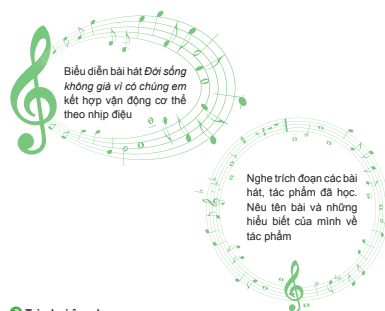 Biểu diễn bài hát Đời sống
không già vì có chúng em
kết hợp vận động cơ thể
theo nhịp điệu
Nghe trích đoạn các bài
hát, tác phẩm đã học.
Nêu tên bài và những
hiểu biết của mình về
tác phẩm